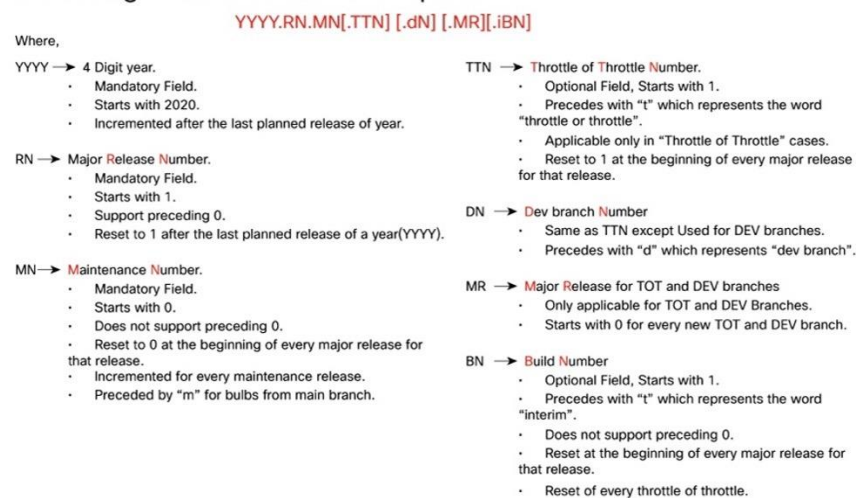 YYYY.RN.MN[.TTN] [.dN] [.MR][.iBN]
Where,
YYYY → 4 Digit year.
· Mandatory Field.
· Starts with 2020.
· Incremented after the last planned release of year.
RN → Major Release Number.
· Mandatory Field.
· Starts with 1.
· Support preceding 0.
· Reset to 1 after the last planned release of a year(YYYY).
MN → Maintenance Number.
· Mandatory Field.
· Starts with 0.
· Does not support preceding 0.
· Reset to 0 at the beginning of every major release for
that release.
· Incremented for every maintenance release.
· Preceded by “m” for bulbs from main branch.
TTN → Throttle of Throttle Number.
· Optional Field, Starts with 1.
· Precedes with “t” which represents the word
“throttle or throttle”.
· Applicable only in “Throttle of Throttle” cases.
· Reset to 1 at the beginning of every major release
for that release.
DN → Dev branch Number
· Same as TTN except Used for DEV branches.
· Precedes with “d” which represents “dev branch”.
MR → Major Release for TOT and DEV branches
· Only applicable for TOT and DEV Branches.
· Starts with 0 for every new TOT and DEV branch.
BN → Build Number
· Optional Field, Starts with 1.
· Precedes with “t” which represents the word
“interim”.
· Does not support preceding 0.
· Reset at the beginning of every major release for
that release.
· Reset of every throttle of throttle.